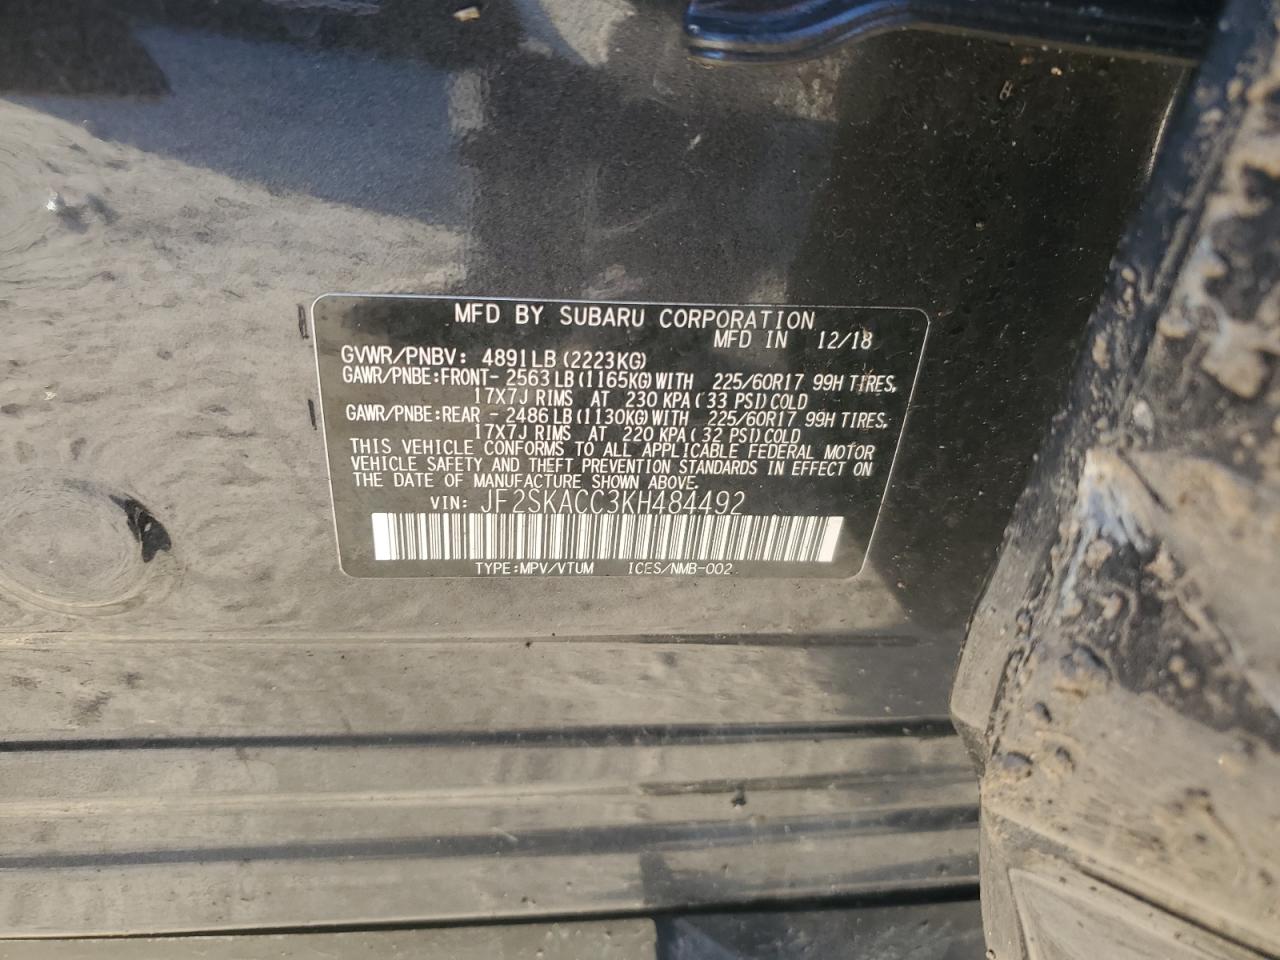 MFD BY SUBARU CORPORATION
MFD IN 12/18
GVWR/PNBV: 4891LB(2223KG)
GAWR/PNBE:FRONT- 2563LB(1165KG)WITH 225/60R17 99H TIRES,
17X7J RIMS AT 230 KPA(33 PSI)COLD
GAWR/PNBE:REAR - 2486LB(1130KG)WITH 225/60R17 99H TIRES,
17X7J RIMS AT 220 KPA(32 PSI)COLD
THIS VEHICLE CONFORMS TO ALL APPLICABLE FEDERAL MOTOR
VEHICLE SAFETY AND THEFT PREVENTION STANDARDS IN EFFECT ON
THE DATE OF MANUFACTURE SHOWN ABOVE.
VIN: JF2SKACC3KH484492
TYPE:MPV/VTUM ICES/NMB-002